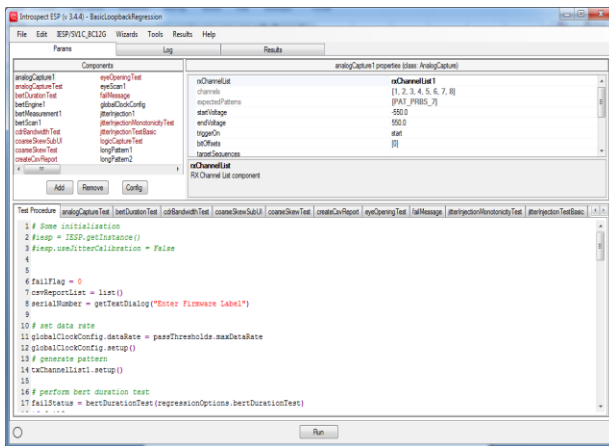 Introspect ESP (v 3.4.4) - BasicLoopbackRegression
File Edit IESP/SV1C_BC12G Wizards Tools Results Help
Params Log Results
Components
analogCapture1 eyeOpeningTest
analogCaptureTest eyeScan1
bertDurationTest failMessage
bertEngine1 globalClockConfig
bertMeasurement1 jitterInjection1
bertScan1 jitterInjectionMonotonicityTest
cdrBandwidthTest jitterInjectionTestBasic
coarseSkewSubUI logicCaptureTest
coarseSkewTest longPattern1
createCsvReport longPattern2
Add Remove Config
analogCapture1 properties (class: AnalogCapture)
rxChannelList rxChannelList1
channels [1, 2, 3, 4, 5, 6, 7, 8]
expectedPatterns [PAT_PRBS_7]
startVoltage -550.0
endVoltage 550.0
triggerOn start
bitOffsets [0]
targetSequences
rxChannelList
RX Channel List component
Test Procedure analogCaptureTest bertDurationTest cdrBandwidthTest coarseSkewSubUI coarseSkewTest createCsvReport eyeOpeningTest failMessage jitterInjectionMonotonicityTest jitterInjectionTestBasic
1 # Some initialisation
2 #iesp = IESP.getInstance()
3 #iesp.useJitterCalibration = False
4
5
6 failFlag = 0
7 csvReportList = list()
8 serialNumber = getTextDialog("Enter Firmware Label")
9
10 # set data rate
11 globalClockConfig.dataRate = passThresholds.maxDataRate
12 globalClockConfig.setup()
13 # generate pattern
14 txChannelList1.setup()
15
16 # perform bert duration test
17 failStatus = bertDurationTest(regressionOptions.bertDurationTest)
Run